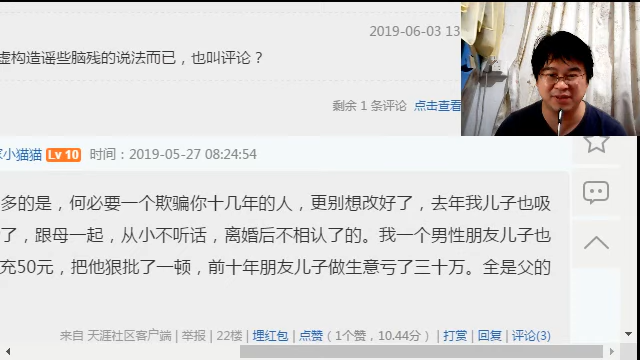 2019-06-03 13
虚构造谣些脑残的说法而已，也叫评论？
剩余 1 条评论 点击查看
小猫猫 Lv 10 时间：2019-05-27 08:24:54
多的是，何必要一个欺骗你十几年的人，更别想改好了，去年我儿子也吸
了，跟母一起，从小不听话，离婚后不相认了的。我一个男性朋友儿子也
充50元，把他狠批了一顿，前十年朋友儿子做生意亏了三十万。全是父的
来自 天涯社区客户端 | 举报 | 22楼 | 埋红包 | 点赞（1个赞，10.44分） | 打赏 | 回复 | 评论(3)